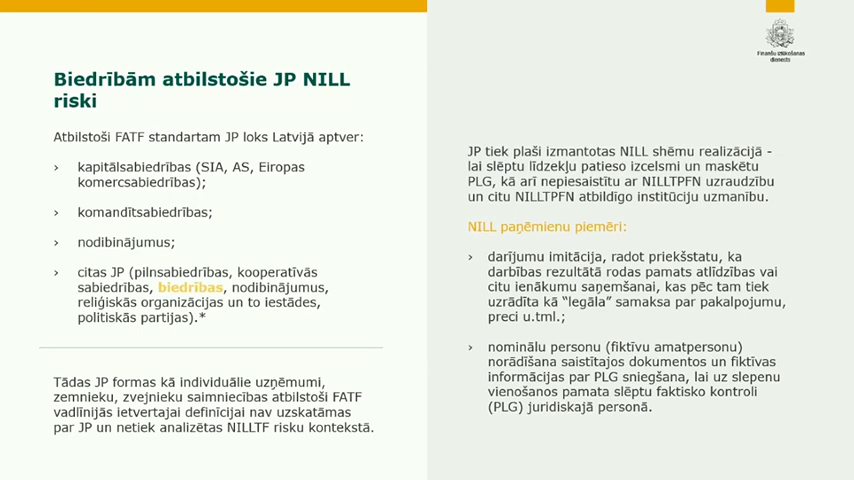 Biedrībām atbilstošie JP NILL
riski
Atbilstoši FATF standartam JP loks Latvijā aptver:
› kapitālsabiedrības (SIA, AS, Eiropas
komercsabiedrības);
› komandītsabiedrības;
› nodibinājumus;
› citas JP (pilnsabiedrības, kooperatīvās
sabiedrības, biedrības, nodibinājumus,
reliģiskās organizācijas un to iestādes,
politiskās partijas).*
Tādas JP formas kā individuālie uzņēmumi,
zemnieku, zvejnieku saimniecības atbilstoši FATF
vadlīnijās ietvertajai definīcijai nav uzskatāmas
par JP un netiek analizētas NILLTF risku kontekstā.
Finanšu izlūkošanas
dienests
JP tiek plaši izmantotas NILL shēmu realizācijā -
lai slēptu līdzekļu patieso izcelsmi un maskētu
PLG, kā arī nepiesaistītu ar NILLTPFN uzraudzību
un citu NILLTPFN atbildīgo institūciju uzmanību.
NILL paņēmienu piemēri:
› darījumu imitācija, radot priekšstatu, ka
darbības rezultātā rodas pamats atlīdzības vai
citu ienākumu saņemšanai, kas pēc tam tiek
uzrādīta kā “legāla” samaksa par pakalpojumu,
preci u.tml.;
› nominālu personu (fiktīvu amatpersonu)
norādīšana saistītajos dokumentos un fiktīvas
informācijas par PLG sniegšana, lai uz slepenu
vienošanos pamata slēptu faktisko kontroli
(PLG) juridiskajā personā.